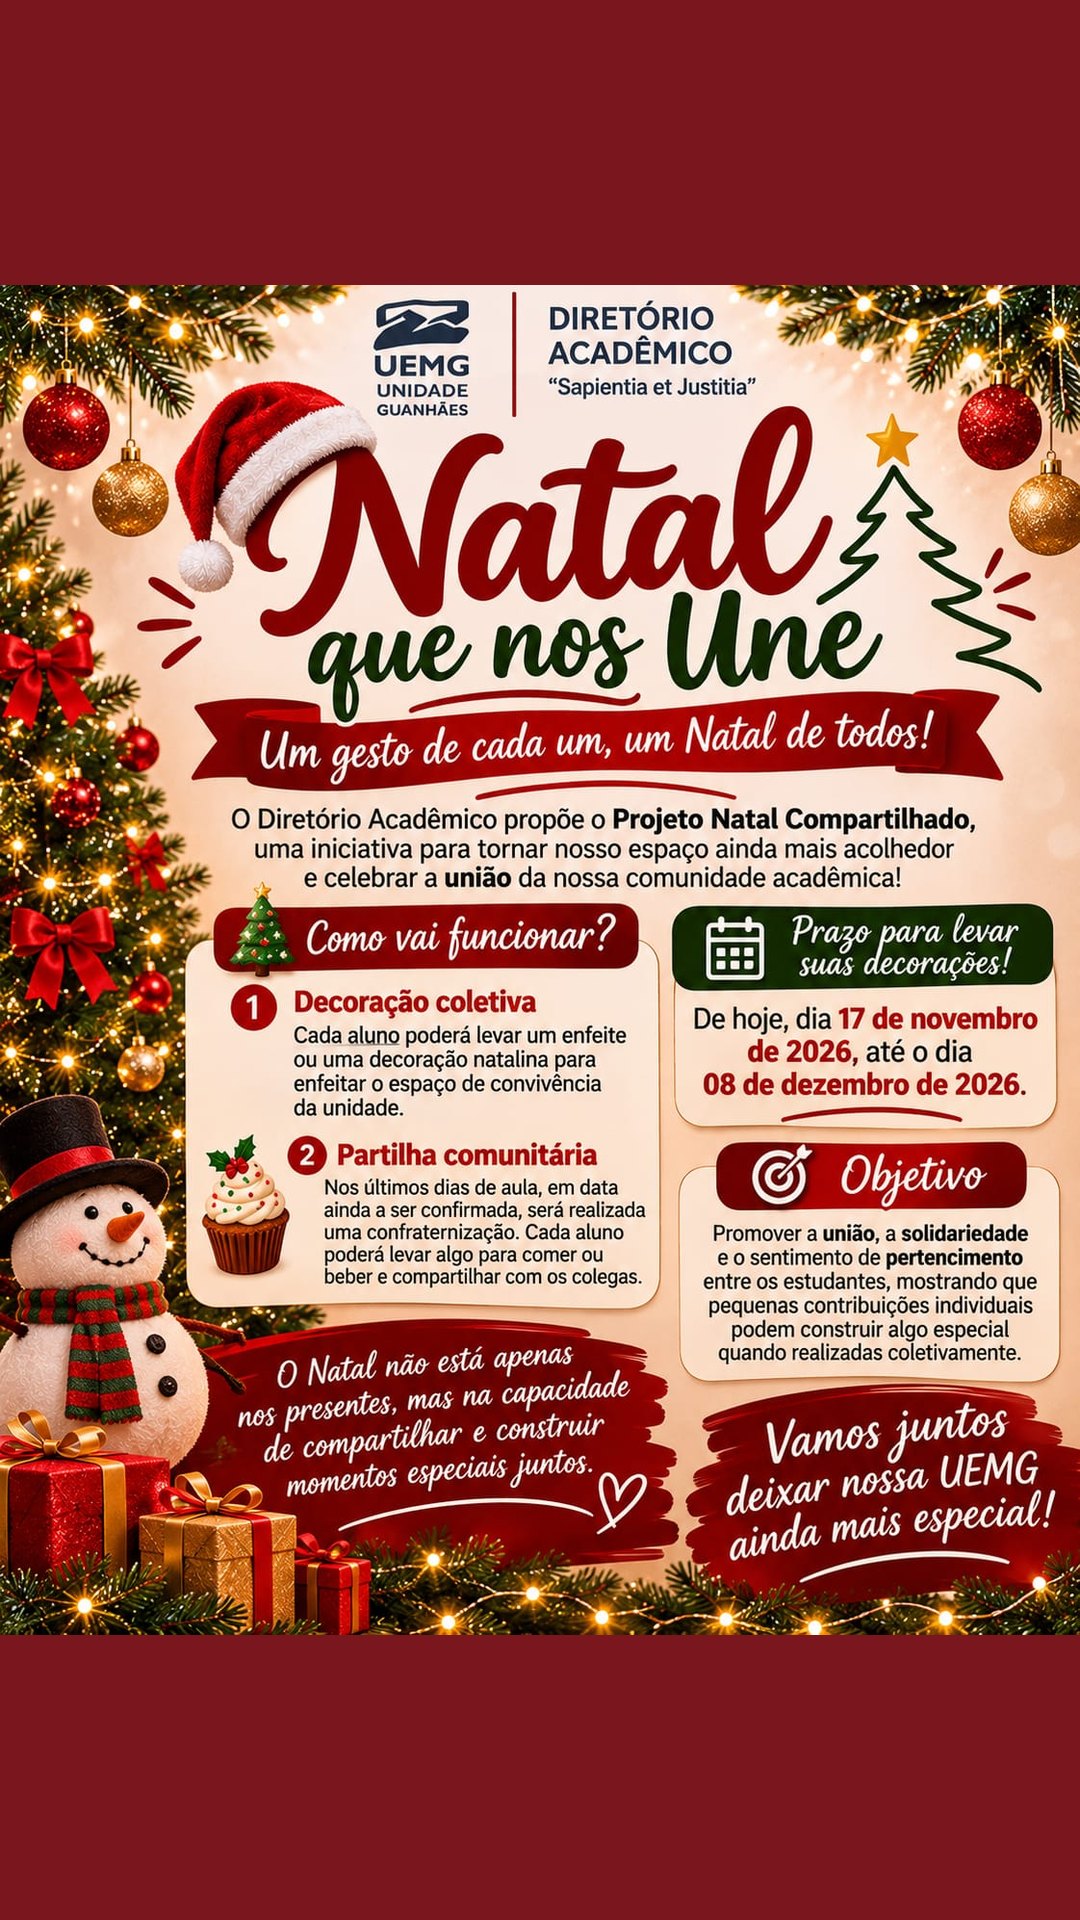 UEMG
UNIDADE
GUANHÃES
DIRETÓRIO
ACADÊMICO
“Sapientia et Justitia”
Natal
que nos Une
Um gesto de cada um, um Natal de todos!
O Diretório Acadêmico propõe o Projeto Natal Compartilhado,
uma iniciativa para tornar nosso espaço ainda mais acolhedor
e celebrar a união da nossa comunidade acadêmica!
Como vai funcionar?
1 Decoração coletiva
Cada aluno poderá levar um enfeite
ou uma decoração natalina para
enfeitar o espaço de convivência
da unidade.
2 Partilha comunitária
Nos últimos dias de aula, em data
ainda a ser confirmada, será realizada
uma confraternização. Cada aluno
poderá levar algo para comer ou
beber e compartilhar com os colegas.
Prazo para levar
suas decorações!
De hoje, dia 17 de novembro
de 2026, até o dia
08 de dezembro de 2026.
Objetivo
Promover a união, a solidariedade
e o sentimento de pertencimento
entre os estudantes, mostrando que
pequenas contribuições individuais
podem construir algo especial
quando realizadas coletivamente.
O Natal não está apenas
nos presentes, mas na capacidade
de compartilhar e construir
momentos especiais juntos.
Vamos juntos
deixar nossa UEMG
ainda mais especial!